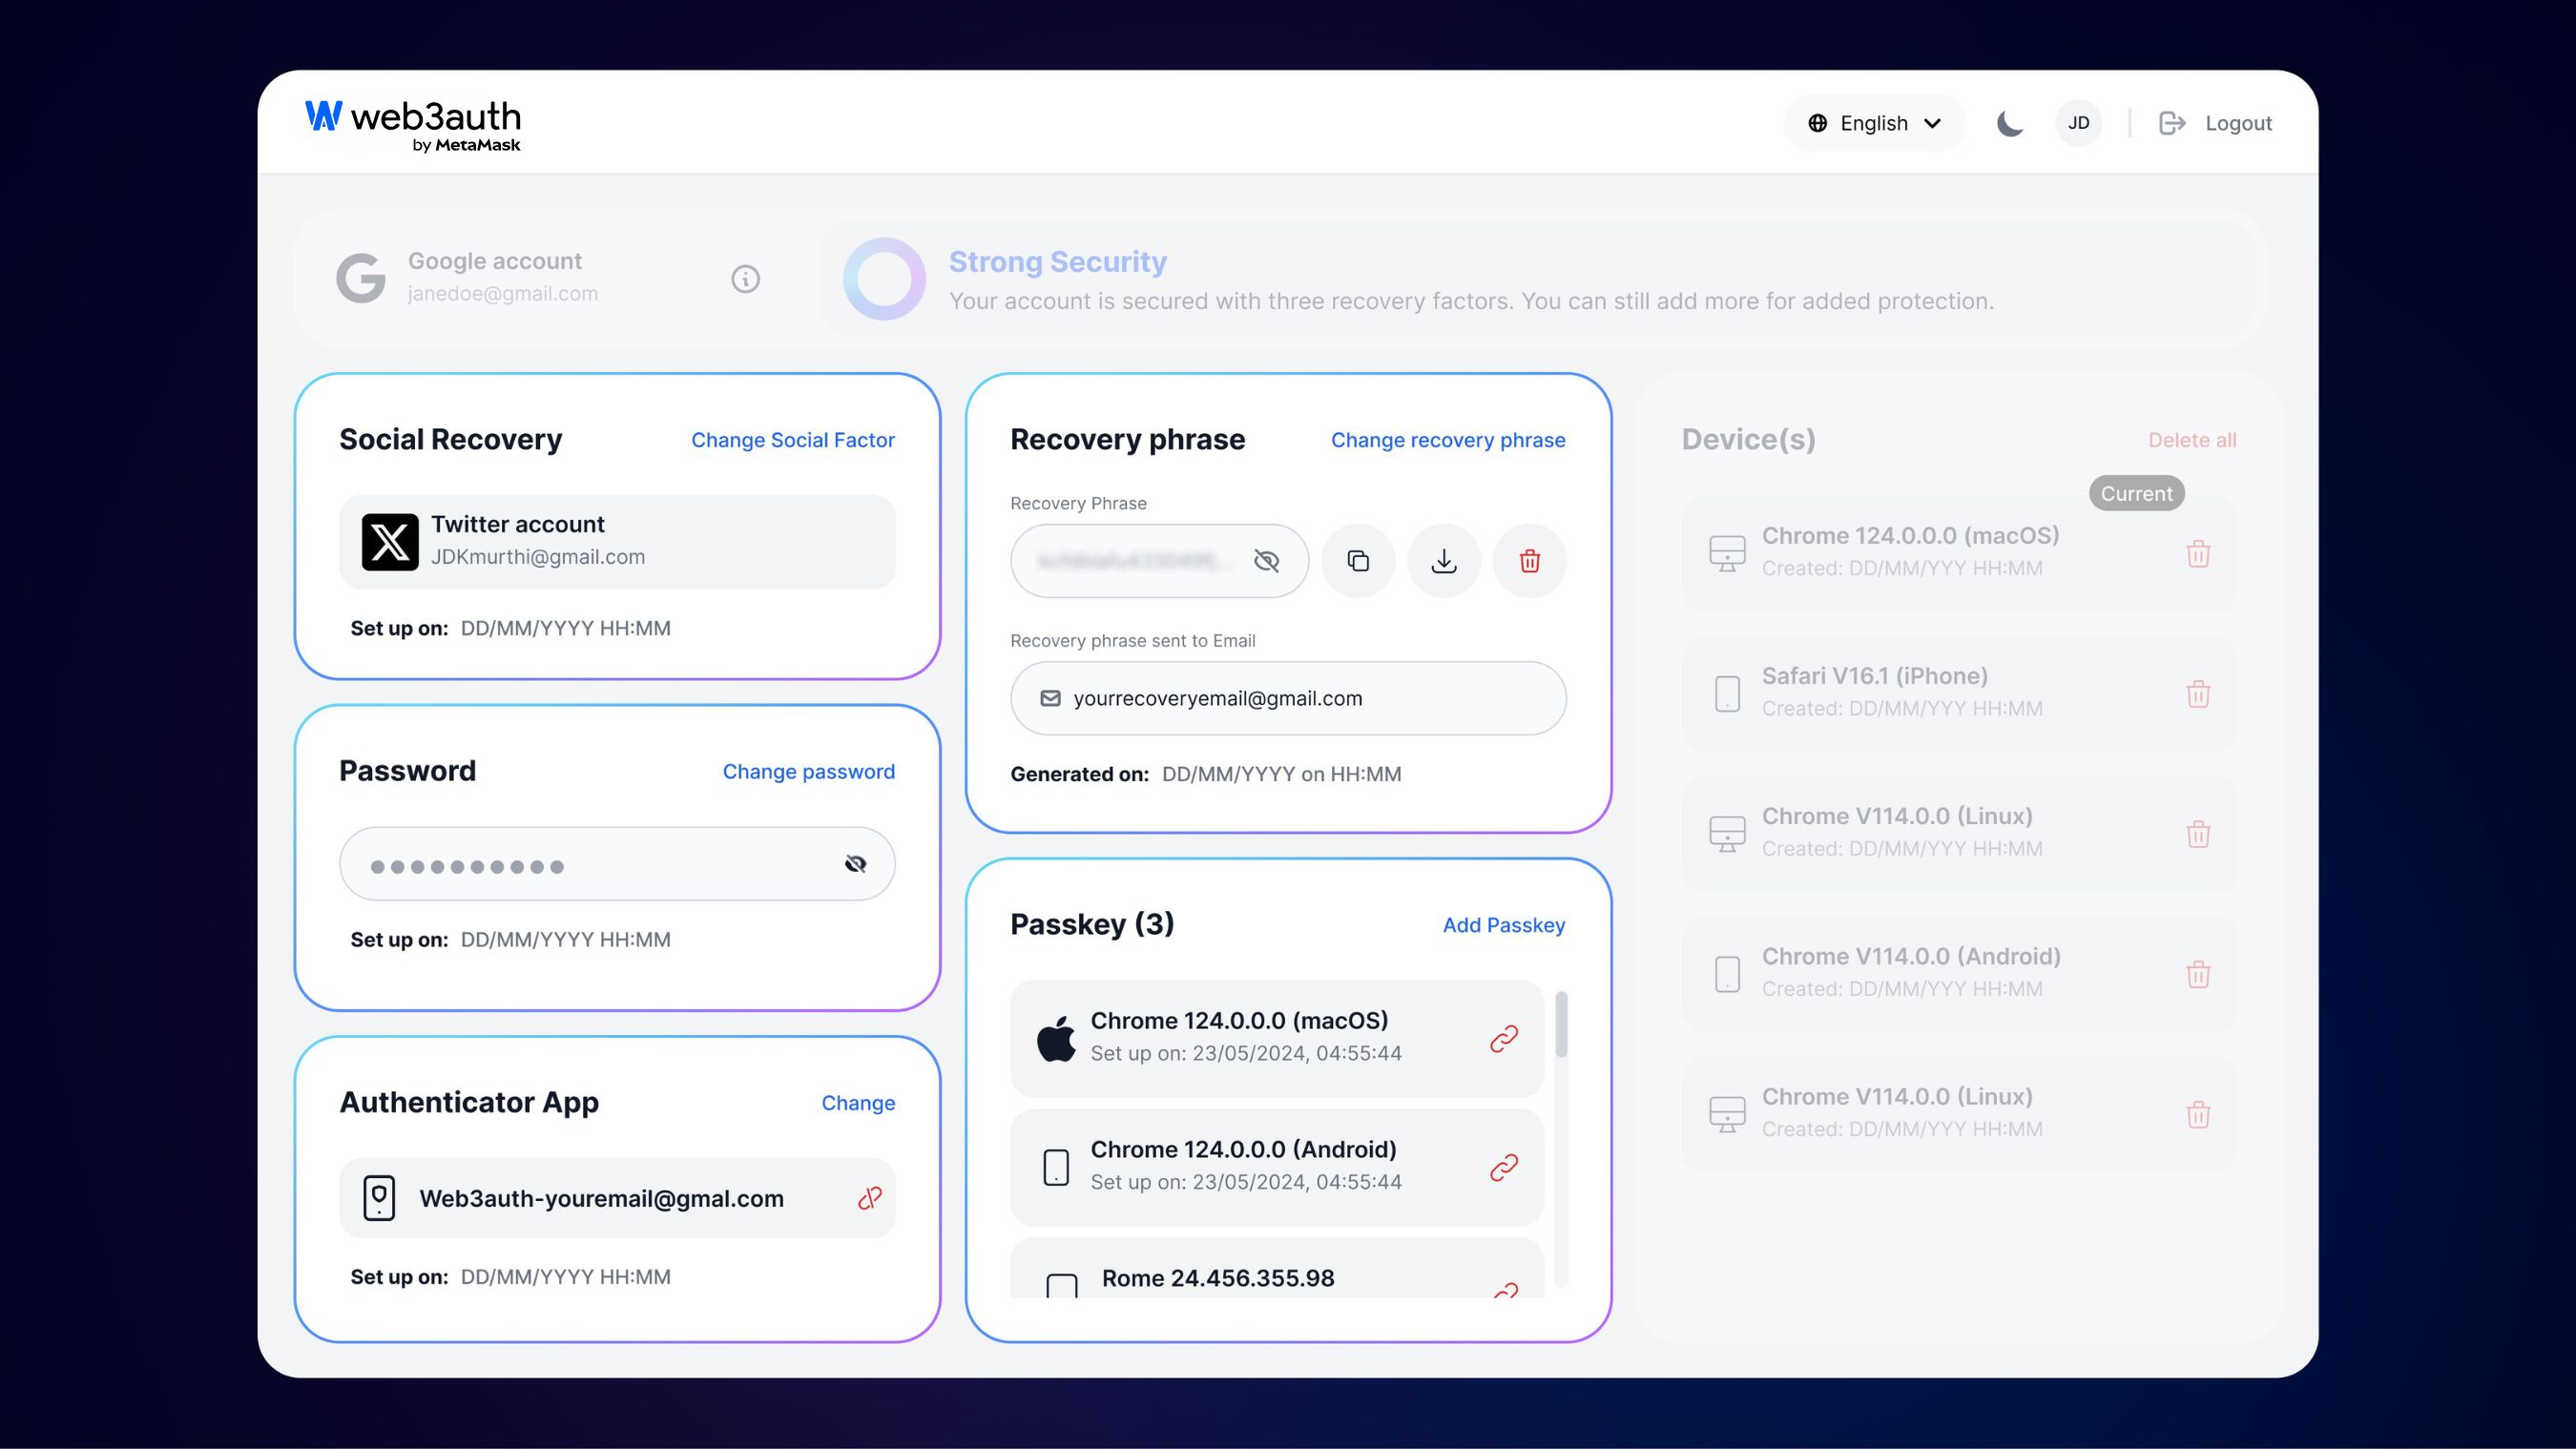 web3auth
by MetaMask
English
JD
Logout
Google account
janedoe@gmail.com
Strong Security
Your account is secured with three recovery factors. You can still add more for added protection.
Social Recovery
Change Social Factor
Twitter account
JDKmurthi@gmail.com
Set up on: DD/MM/YYYY HH:MM
Password
Change password
Set up on: DD/MM/YYYY HH:MM
Authenticator App
Change
Web3auth-youremail@gmal.com
Set up on: DD/MM/YYYY HH:MM
Recovery phrase
Change recovery phrase
Recovery Phrase
Recovery phrase sent to Email
yourrecoveryemail@gmail.com
Generated on: DD/MM/YYYY on HH:MM
Passkey (3)
Add Passkey
Chrome 124.0.0.0 (macOS)
Set up on: 23/05/2024, 04:55:44
Chrome 124.0.0.0 (Android)
Set up on: 23/05/2024, 04:55:44
Rome 24.456.355.98
Device(s)
Delete all
Current
Chrome 124.0.0.0 (macOS)
Created: DD/MM/YYY HH:MM
Safari V16.1 (iPhone)
Created: DD/MM/YYY HH:MM
Chrome V114.0.0 (Linux)
Created: DD/MM/YYY HH:MM
Chrome V114.0.0 (Android)
Created: DD/MM/YYY HH:MM
Chrome V114.0.0 (Linux)
Created: DD/MM/YYY HH:MM